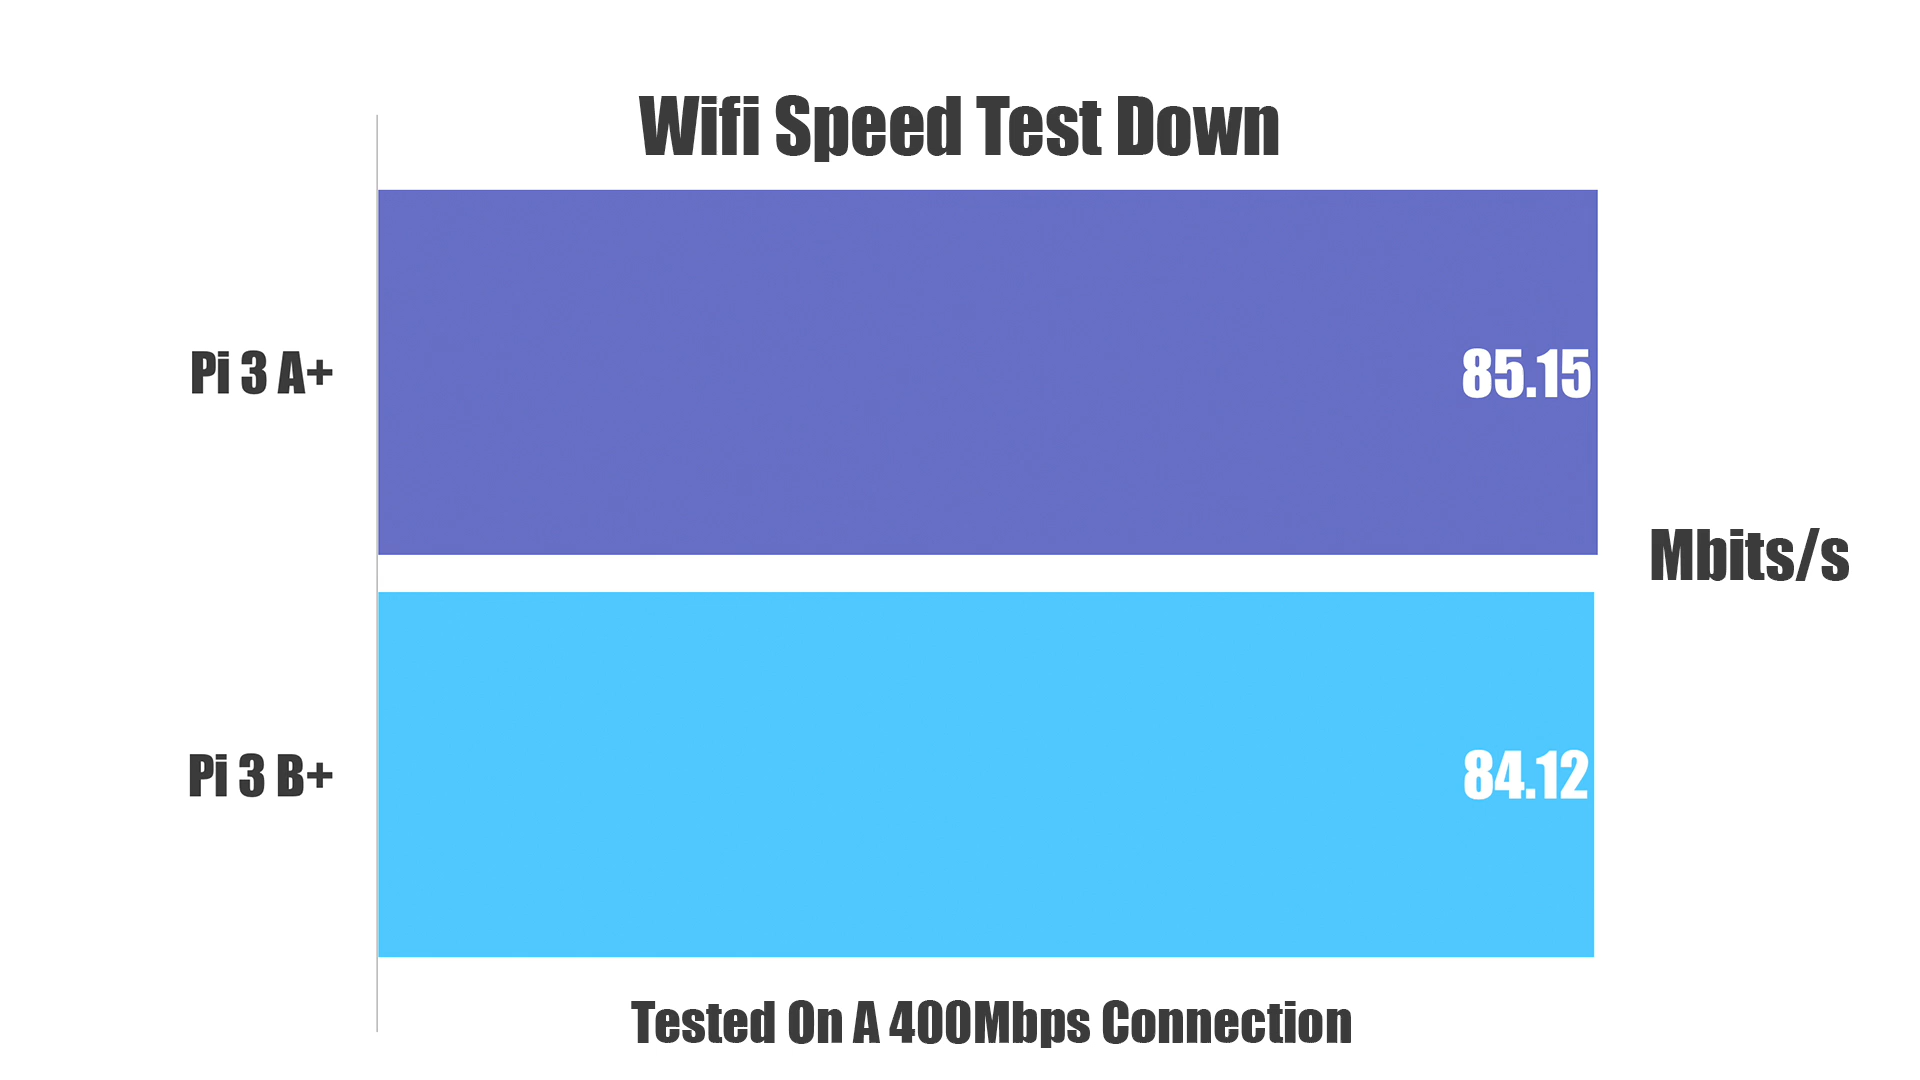 Wifi Speed Test Down
Pi 3 A+
85.15
Mbits/s
Pi 3 B+
84.12
Tested On A 400Mbps Connection